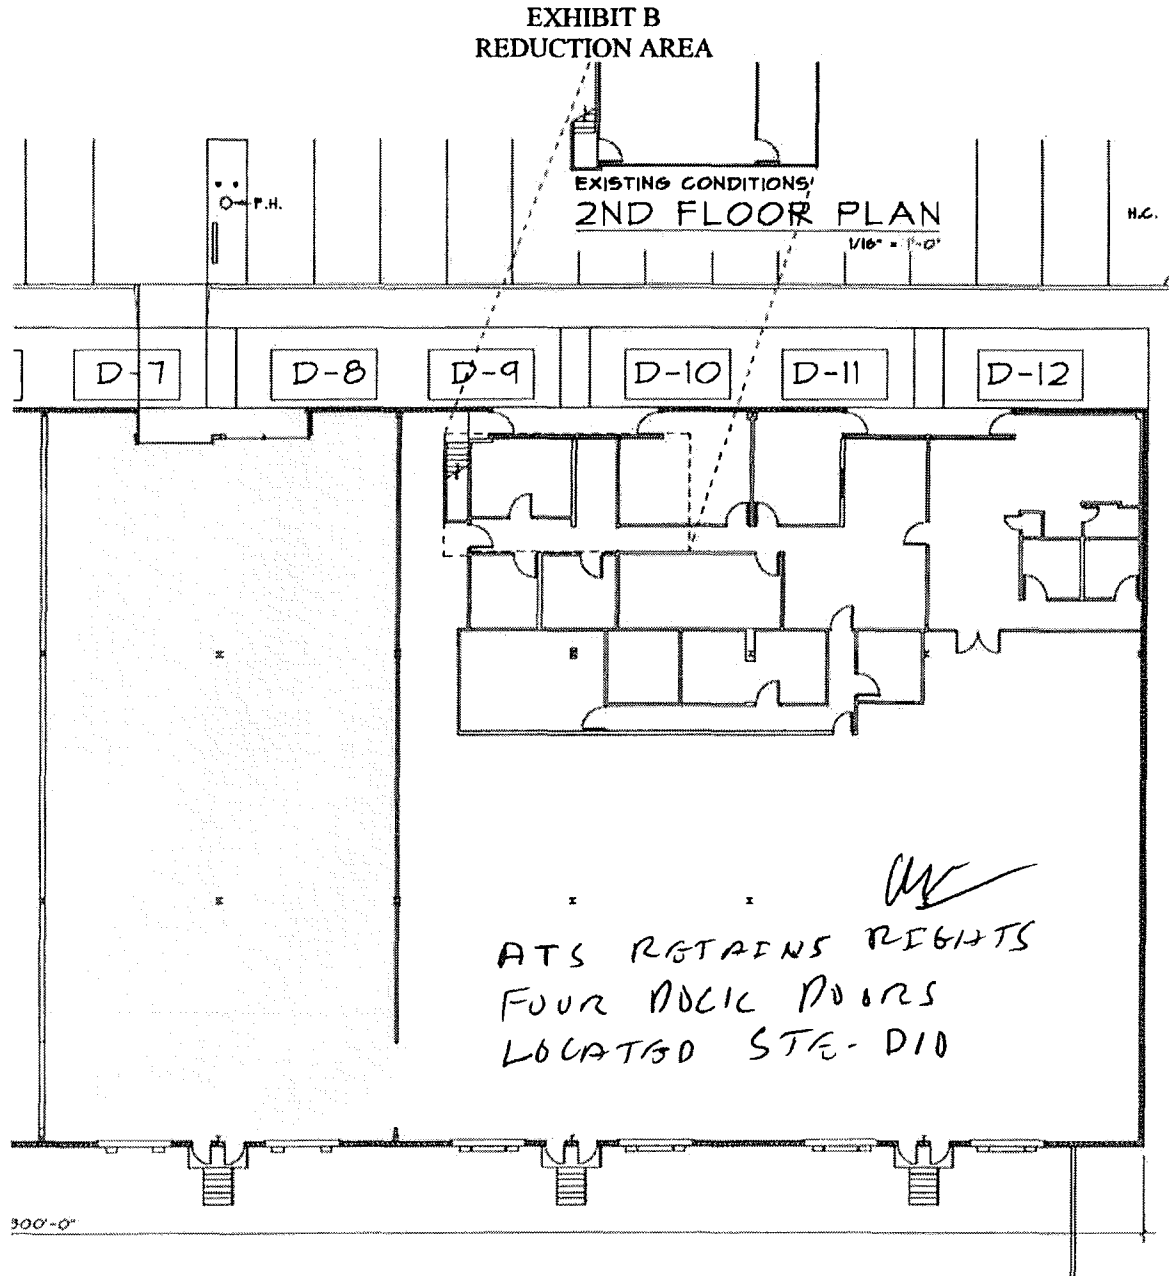 EXHIBIT B
REDUCTION AREA
EXISTING CONDITIONS
2ND FLOOR PLAN
1/16" = 1'-0"
F.H.
H.C.
D-7
D-8
D-9
D-10
D-11
D-12
ATS RETAINS RIGHTS
FOUR DOCK DOORS
LOCATED STE- D10
300'-0"